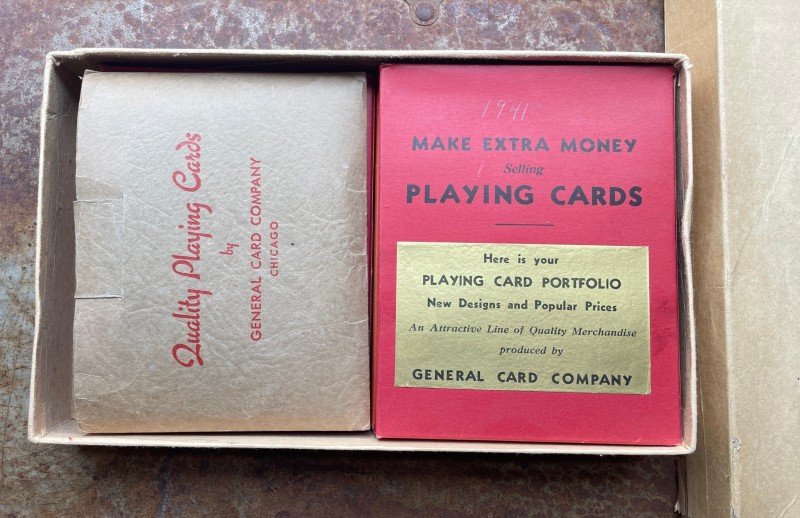 Quality Playing Cards
by
GENERAL CARD COMPANY
CHICAGO
1941
MAKE EXTRA MONEY
Selling
PLAYING CARDS
Here is your
PLAYING CARD PORTFOLIO
New Designs and Popular Prices
An Attractive Line of Quality Merchandise
produced by
GENERAL CARD COMPANY